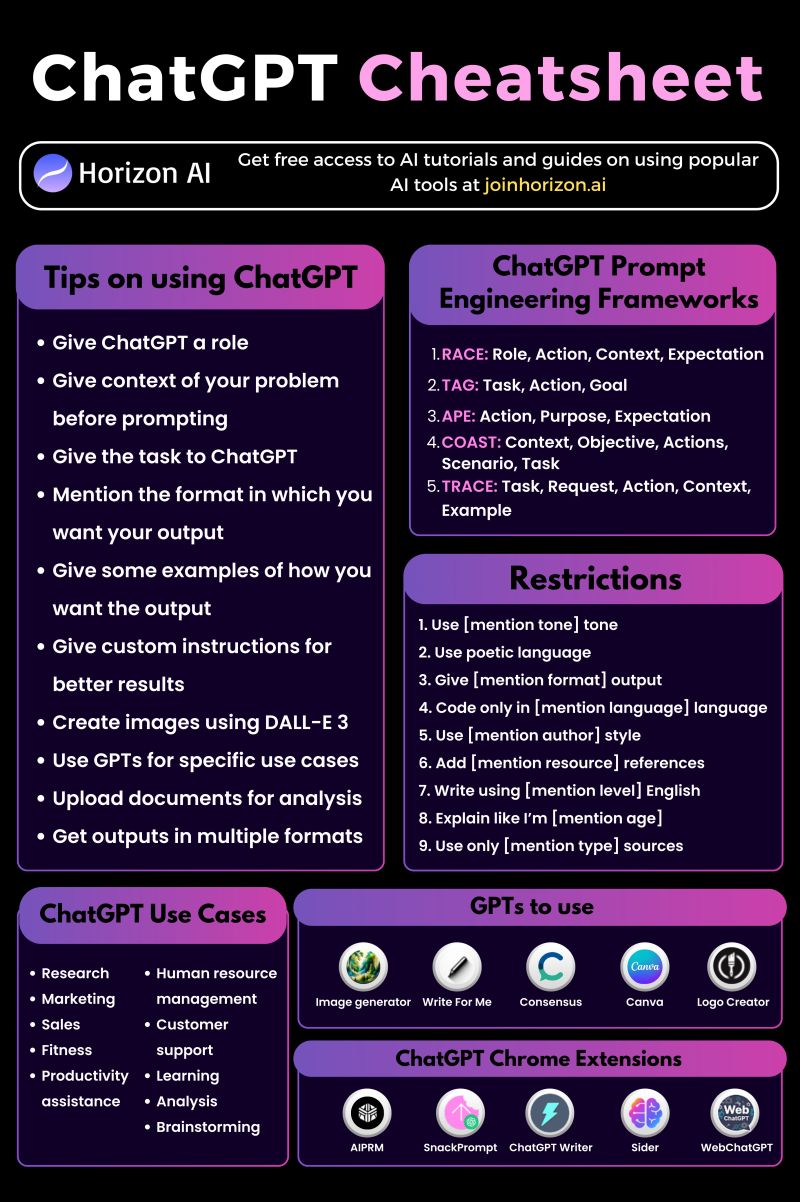 ChatGPT Cheatsheet
Horizon AI
Get free access to AI tutorials and guides on using popular
AI tools at joinhorizon.ai
Tips on using ChatGPT
• Give ChatGPT a role
• Give context of your problem
before prompting
• Give the task to ChatGPT
• Mention the format in which you
want your output
• Give some examples of how you
want the output
• Give custom instructions for
better results
• Create images using DALL-E 3
• Use GPTs for specific use cases
• Upload documents for analysis
• Get outputs in multiple formats
ChatGPT Prompt
Engineering Frameworks
1. RACE: Role, Action, Context, Expectation
2. TAG: Task, Action, Goal
3. APE: Action, Purpose, Expectation
4. COAST: Context, Objective, Actions,
Scenario, Task
5. TRACE: Task, Request, Action, Context,
Example
Restrictions
1. Use [mention tone] tone
2. Use poetic language
3. Give [mention format] output
4. Code only in [mention language] language
5. Use [mention author] style
6. Add [mention resource] references
7. Write using [mention level] English
8. Explain like I'm [mention age]
9. Use only [mention type] sources
ChatGPT Use Cases
• Research
• Marketing
• Sales
• Fitness
• Productivity
assistance
• Human resource
management
• Customer
support
• Learning
• Analysis
• Brainstorming
GPTs to use
Canva
Image generator
Write For Me
Consensus
Canva
Logo Creator
ChatGPT Chrome Extensions
Web
ChatGPT
AIPRM
SnackPrompt
ChatGPT Writer
Sider
WebChatGPT